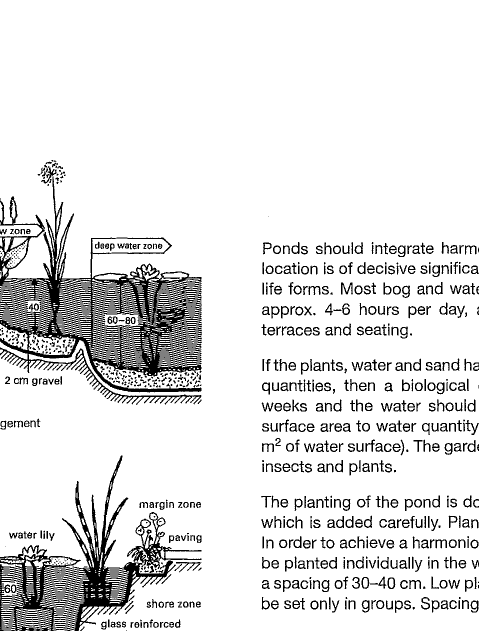 w zone
deep water zone
40
60–80
2 cm gravel
gement
margin zone
water lily
paving
60
shore zone
glass reinforced
Ponds should integrate harm
location is of decisive significa
life forms. Most bog and wate
approx. 4–6 hours per day, a
terraces and seating.
If the plants, water and sand ha
quantities, then a biological
weeks and the water should
surface area to water quantity
m² of water surface). The garde
insects and plants.
The planting of the pond is do
which is added carefully. Plan
In order to achieve a harmonio
be planted individually in the w
a spacing of 30–40 cm. Low pla
be set only in groups. Spacing